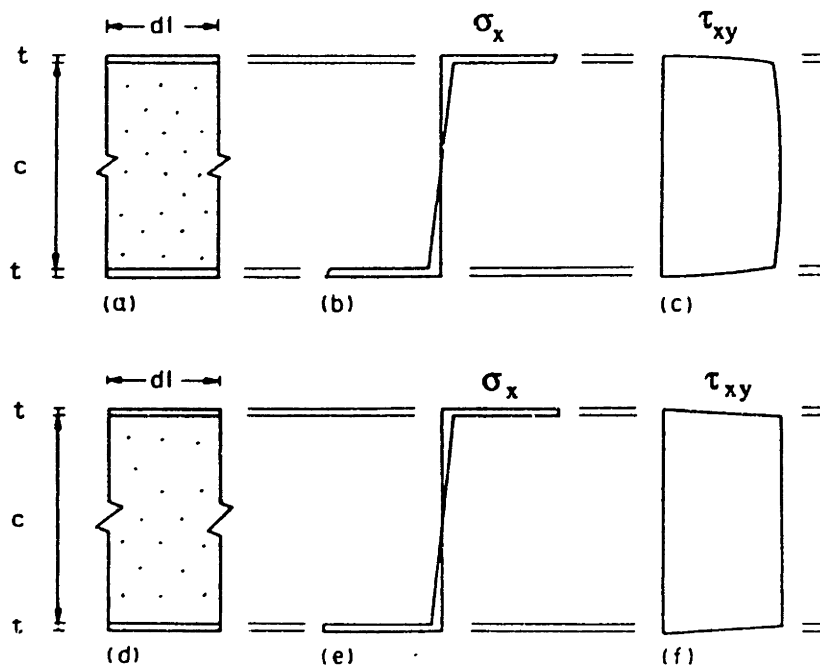 dl σx τxy
t
c
t
(a) (b) (c)
dl σx τxy
t
c
t
(d) (e) (f)